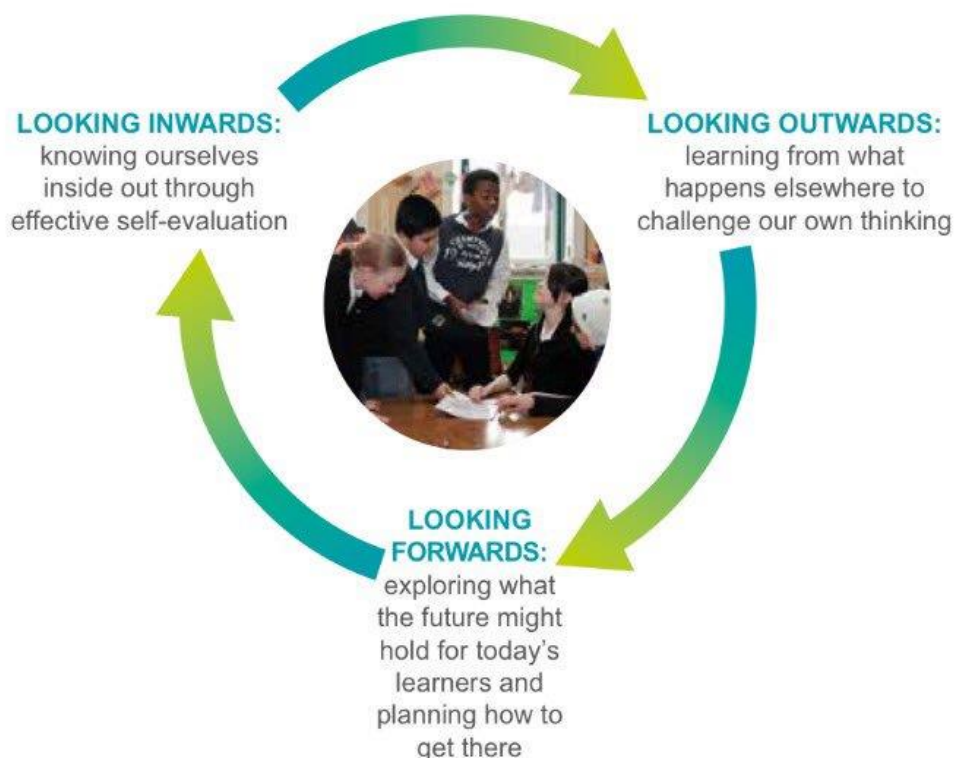 LOOKING INWARDS:
knowing ourselves
inside out through
effective self-evaluation
LOOKING OUTWARDS:
learning from what
happens elsewhere to
challenge our own thinking
LOOKING
FORWARDS:
exploring what
the future might
hold for today's
learners and
planning how to
get there